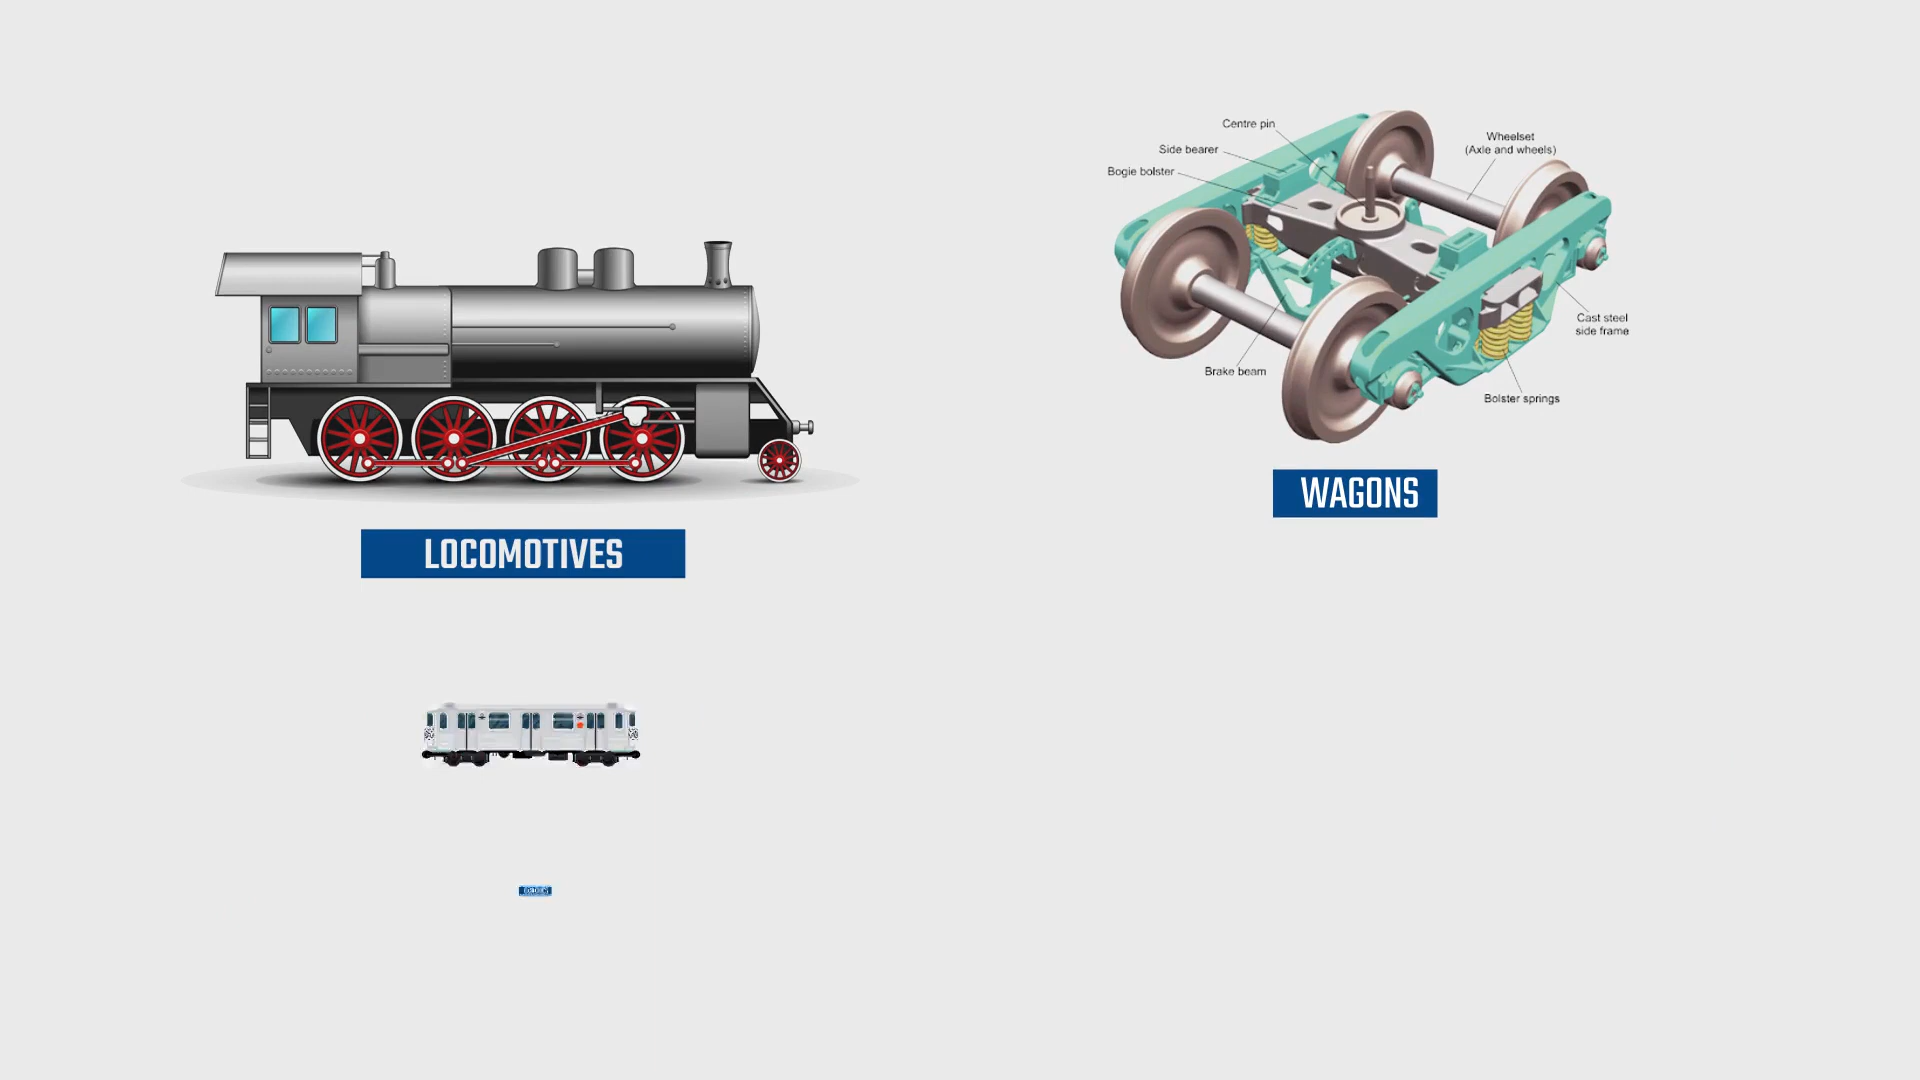 Centre pin
Side bearer
Bogie bolster
Wheelset
(Axle and wheels)
Cast steel
side frame
Brake beam
Bolster springs
WAGONS
LOCOMOTIVES